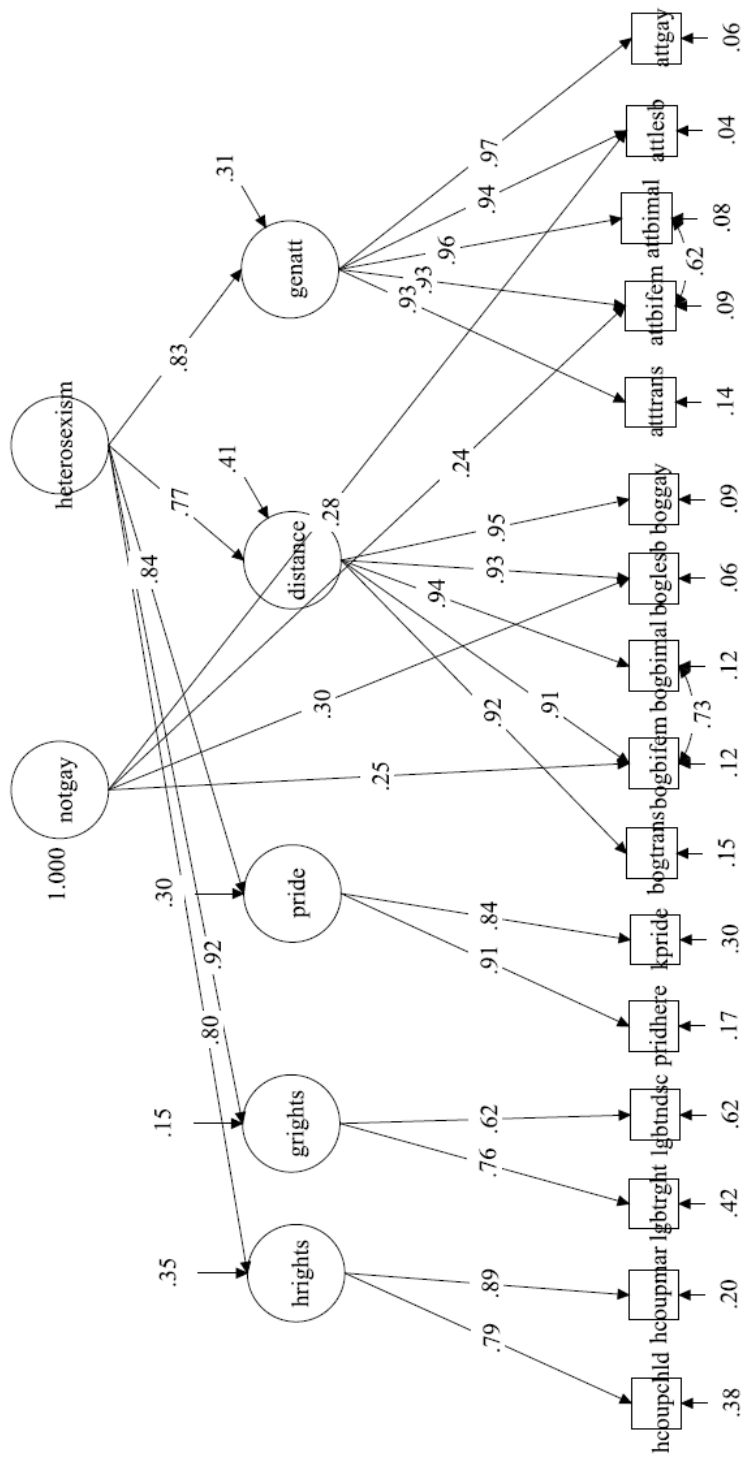 1.000 notgay heterosexism
.35 .15 .30 .84 .77 .83
.80 .92 .41 .31
hrights grights pride distance genatt
.25 .30 .28 .24
.79 .89 .76 .62 .91 .84 .92 .91 .94 .93 .95 .93 .93 .96 .94 .97
hcoupchld hcoupmar lgbtrght lgbtndsc pridhere kpride bogtrans bogbifem bogbimal boglesb boggay atttrans attbifem attbimal attlesb attgay
.73 .62
.38 .20 .42 .62 .17 .30 .15 .12 .12 .06 .09 .14 .09 .08 .04 .06